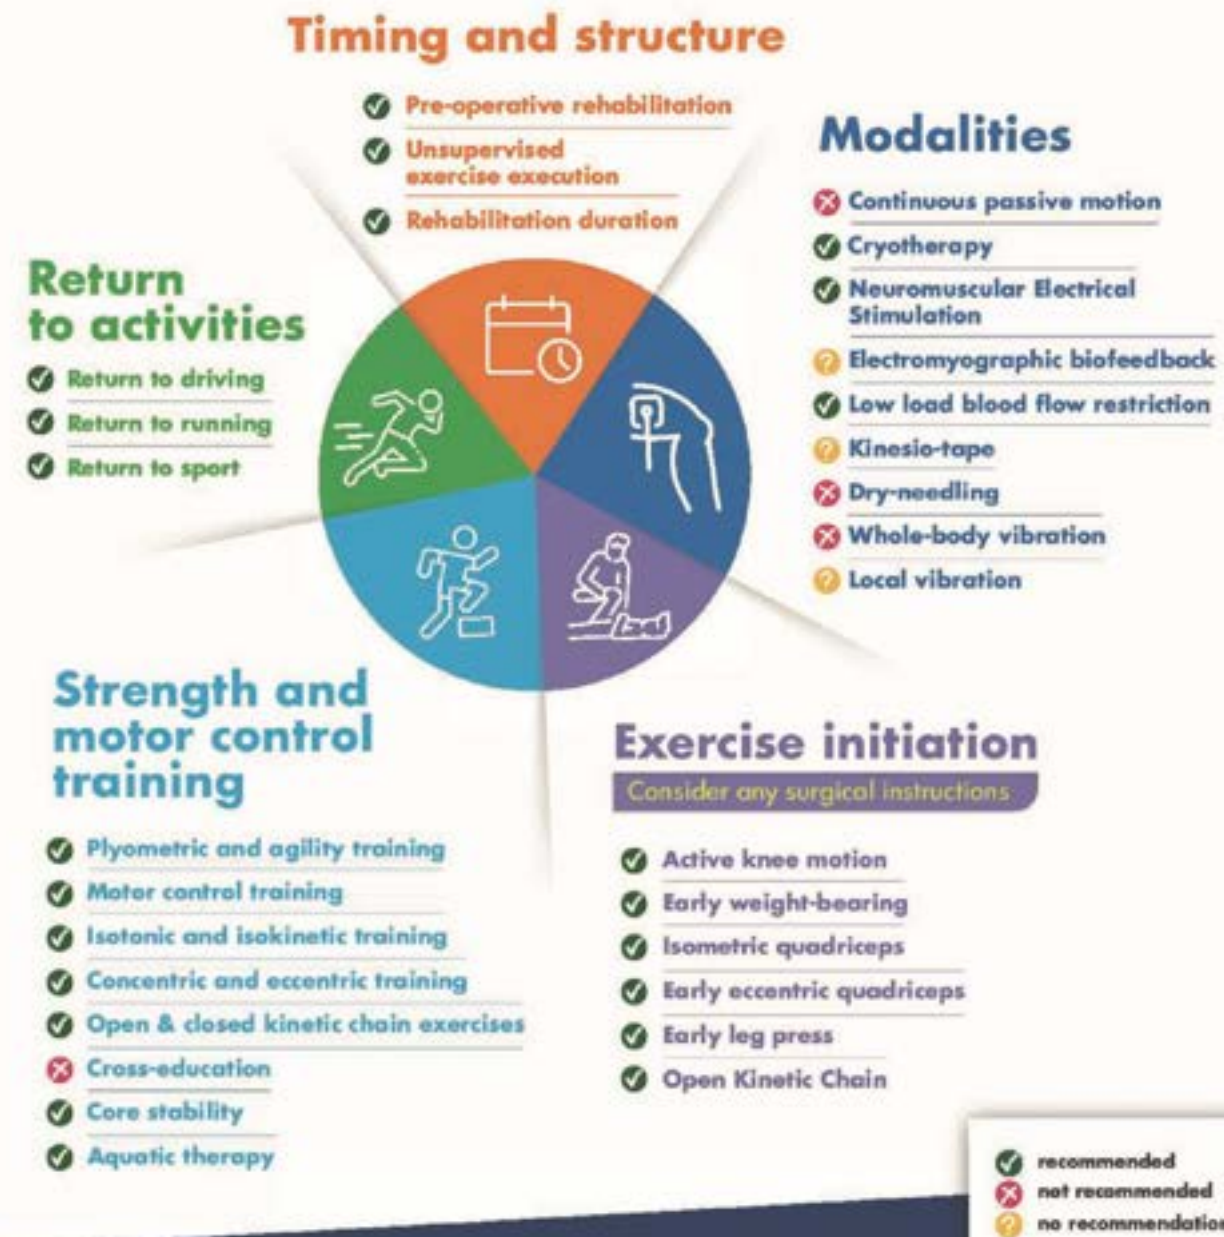 Timing and structure
Pre-operative rehabilitation
Unsupervised
exercise execution
Rehabilitation duration
Modalities
Continuous passive motion
Cryotherapy
Neuromuscular Electrical
Stimulation
Electromyographic biofeedback
Low load blood flow restriction
Kinesio-tape
Dry-needling
Whole-body vibration
Local vibration
Return
to activities
Return to driving
Return to running
Return to sport
Strength and
motor control
training
Plyometric and agility training
Motor control training
Isotonic and isokinetic training
Concentric and eccentric training
Open & closed kinetic chain exercises
Cross-education
Core stability
Aquatic therapy
Exercise initiation
Consider any surgical instructions
Active knee motion
Early weight-bearing
Isometric quadriceps
Early eccentric quadriceps
Early leg press
Open Kinetic Chain
recommended
not recommended
no recommendation